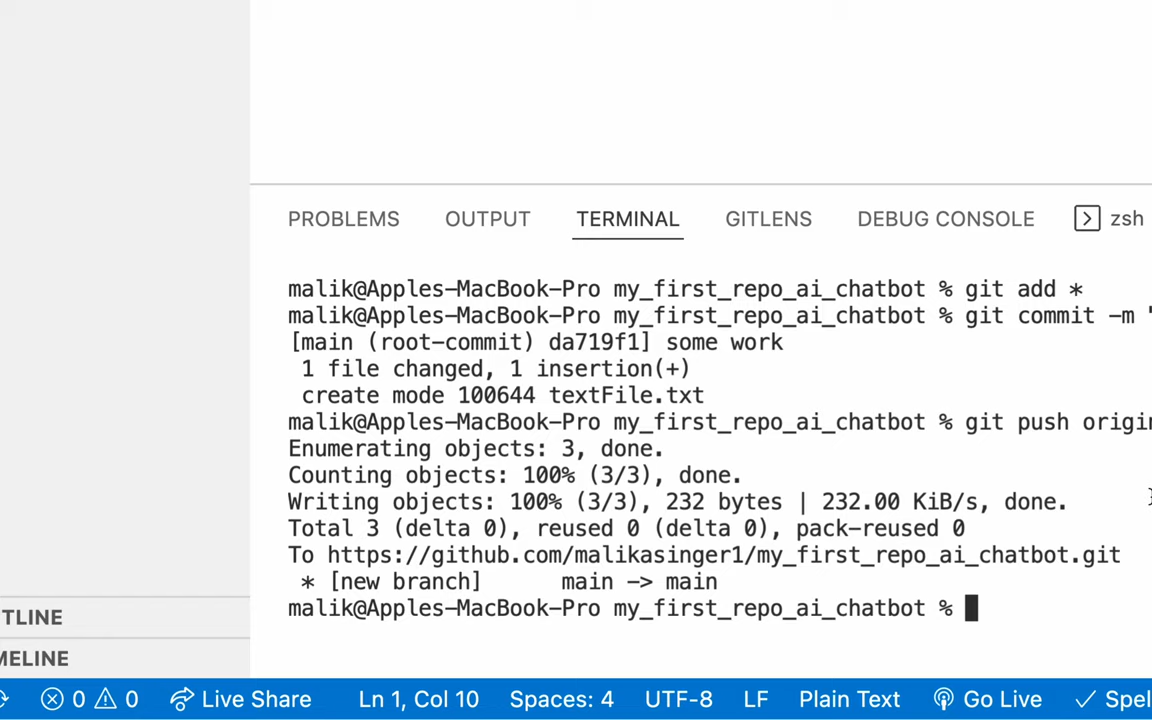 PROBLEMS OUTPUT TERMINAL GITLENS DEBUG CONSOLE zsh
malik@Apples-MacBook-Pro my_first_repo_ai_chatbot % git add *
malik@Apples-MacBook-Pro my_first_repo_ai_chatbot % git commit -m "
[main (root-commit) da719f1] some work
1 file changed, 1 insertion(+)
create mode 100644 textFile.txt
malik@Apples-MacBook-Pro my_first_repo_ai_chatbot % git push origin
Enumerating objects: 3, done.
Counting objects: 100% (3/3), done.
Writing objects: 100% (3/3), 232 bytes | 232.00 KiB/s, done.
Total 3 (delta 0), reused 0 (delta 0), pack-reused 0
To https://github.com/malikasinger1/my_first_repo_ai_chatbot.git
* [new branch] main -> main
malik@Apples-MacBook-Pro my_first_repo_ai_chatbot %
TLINE
MELINE
0 0 Live Share Ln 1, Col 10 Spaces: 4 UTF-8 LF Plain Text Go Live Spel